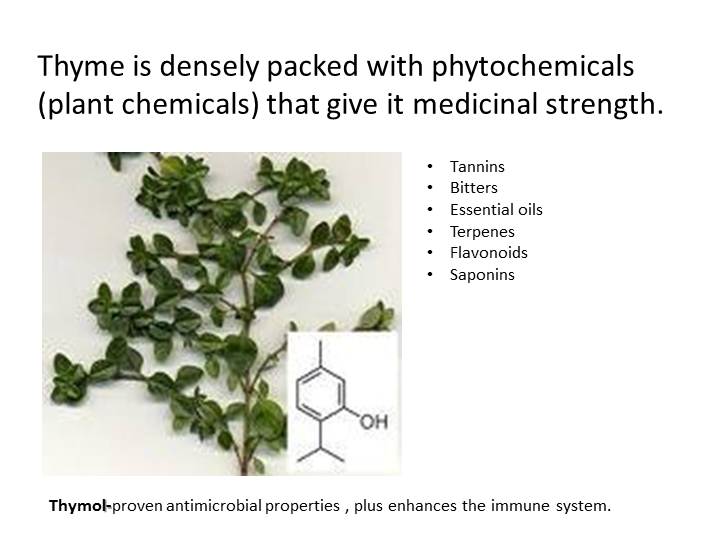 Thyme is densely packed with phytochemicals
(plant chemicals) that give it medicinal strength.
• Tannins
• Bitters
• Essential oils
• Terpenes
• Flavonoids
• Saponins
OH
Thymol-proven antimicrobial properties , plus enhances the immune system.